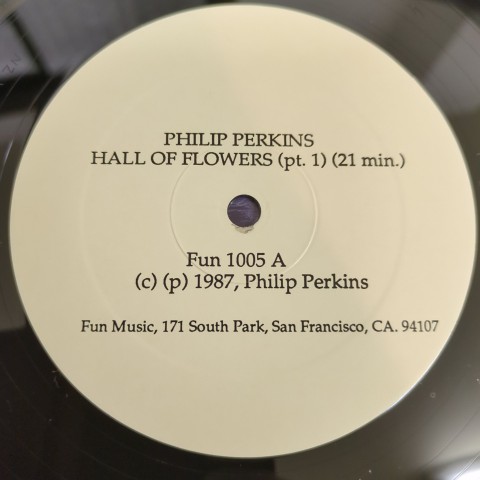 PHILIP PERKINS
HALL OF FLOWERS (pt. 1) (21 min.)
Fun 1005 A
(c) (p) 1987, Philip Perkins
Fun Music, 171 South Park, San Francisco, CA. 94107